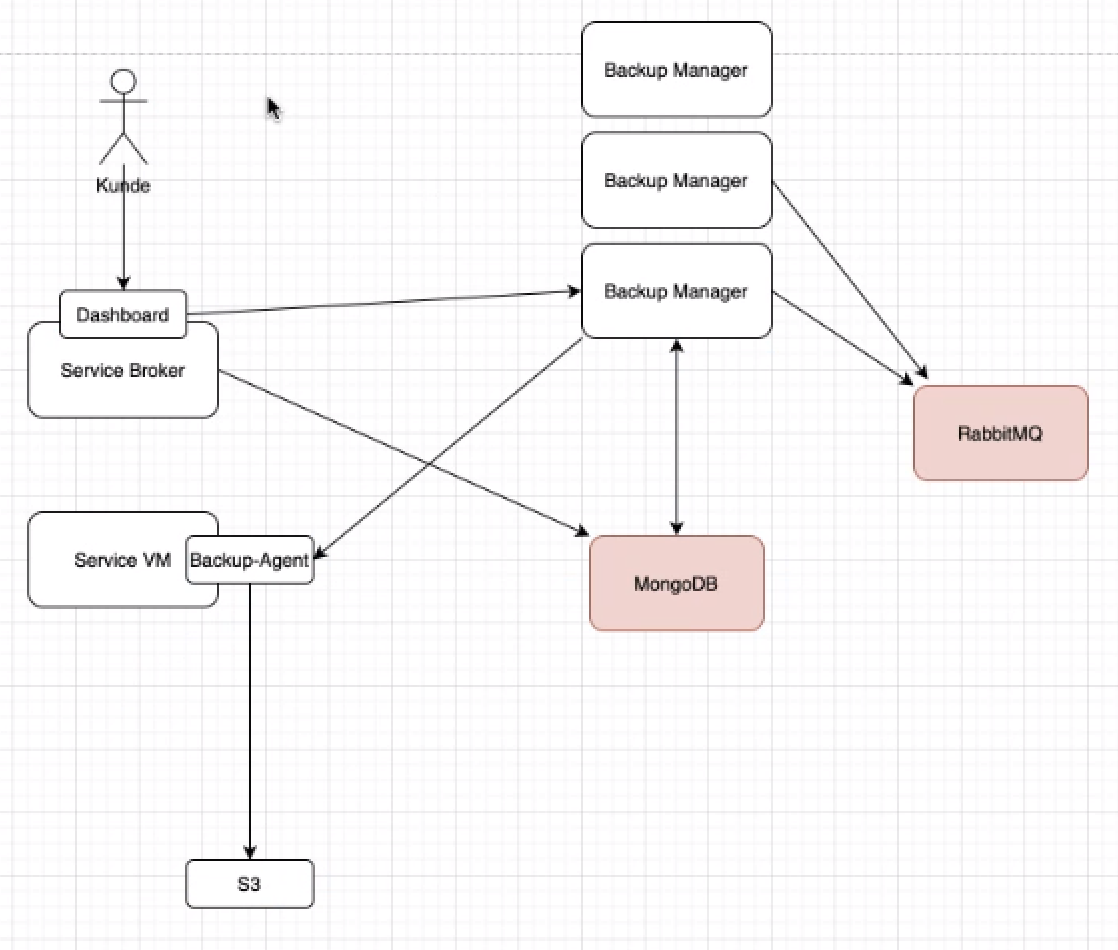 Backup Manager
Backup Manager
Kunde
Backup Manager
Dashboard
Service Broker
RabbitMQ
Service VM
Backup-Agent
MongoDB
S3